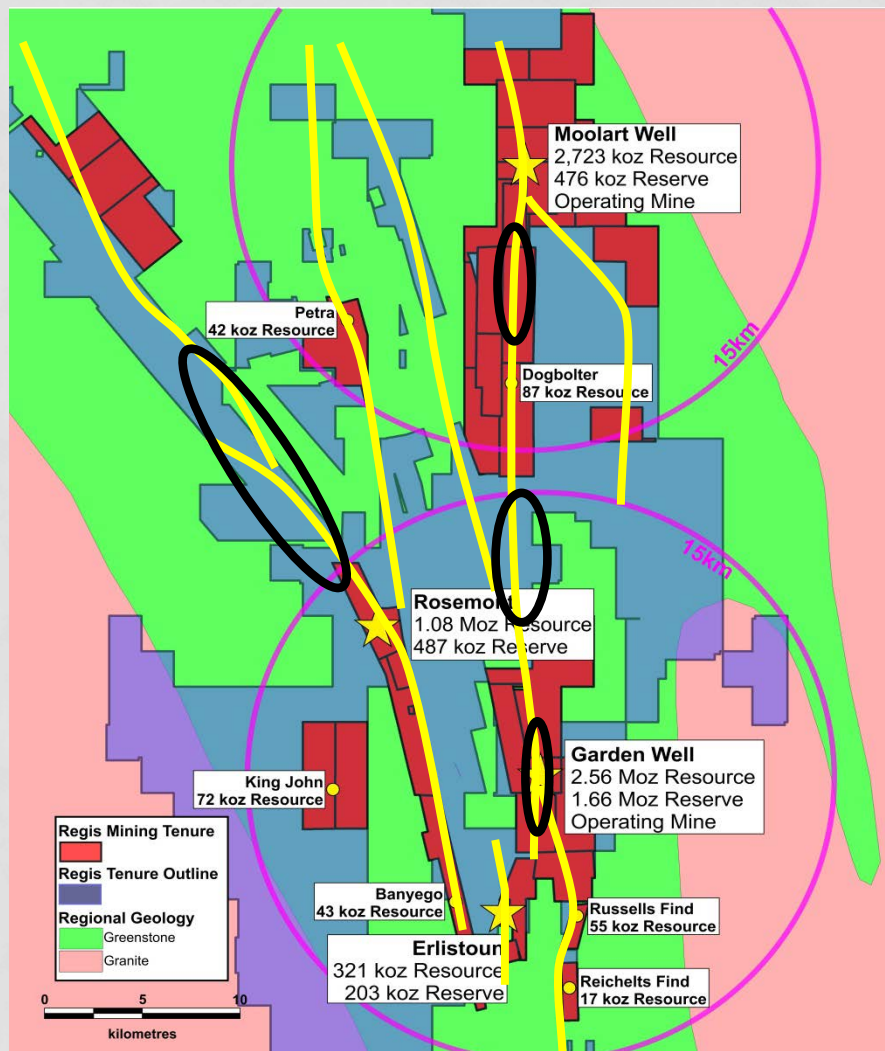 Moolart Well
2,723 koz Resource
476 koz Reserve
Operating Mine
Petra
42 koz Resource
15km
Dogbolter
87 koz Resource
15km
Rosemont
1.08 Moz Resource
487 koz Reserve
Garden Well
2.56 Moz Resource
1.66 Moz Reserve
Operating Mine
King John
72 koz Resource
Regis Mining Tenure
Regis Tenure Outline
Regional Geology
Greenstone
Granite
0 5 10
kilometres
Banyego
43 koz Resource
Russells Find
55 koz Resource
Erlistoun
321 koz Resource
203 koz Reserve
Reichelts Find
17 koz Resource